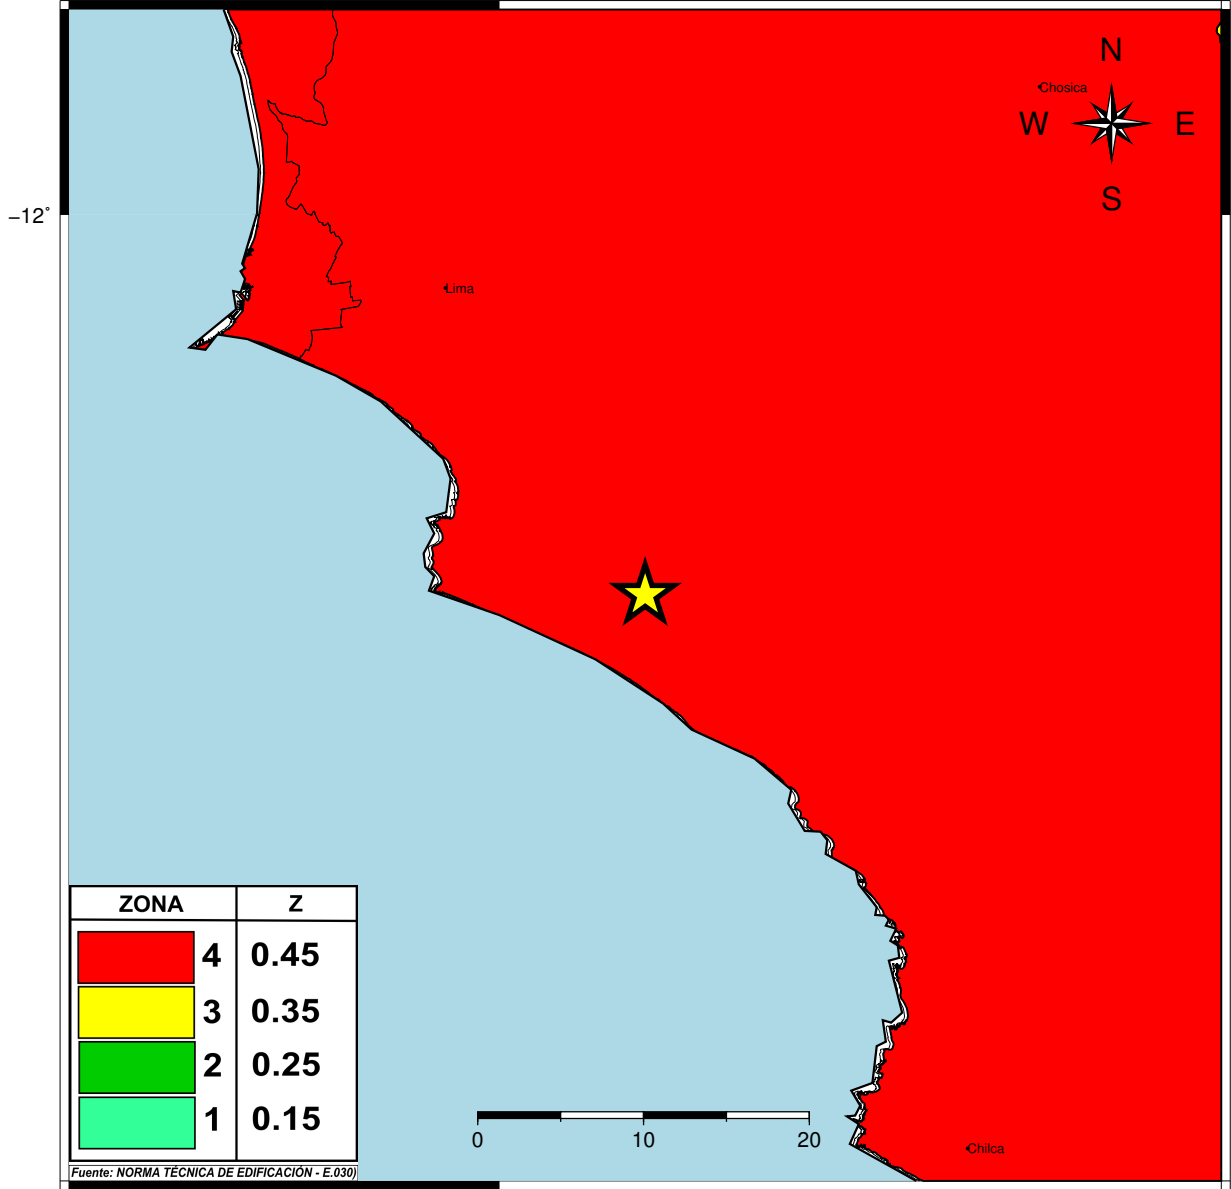 N
Chosica
W E
S
−12°
Lima
ZONA Z
4 0.45
3 0.35
2 0.25
1 0.15
0 10 20
Chilca
Fuente: NORMA TÉCNICA DE EDIFICACIÓN - E.030)